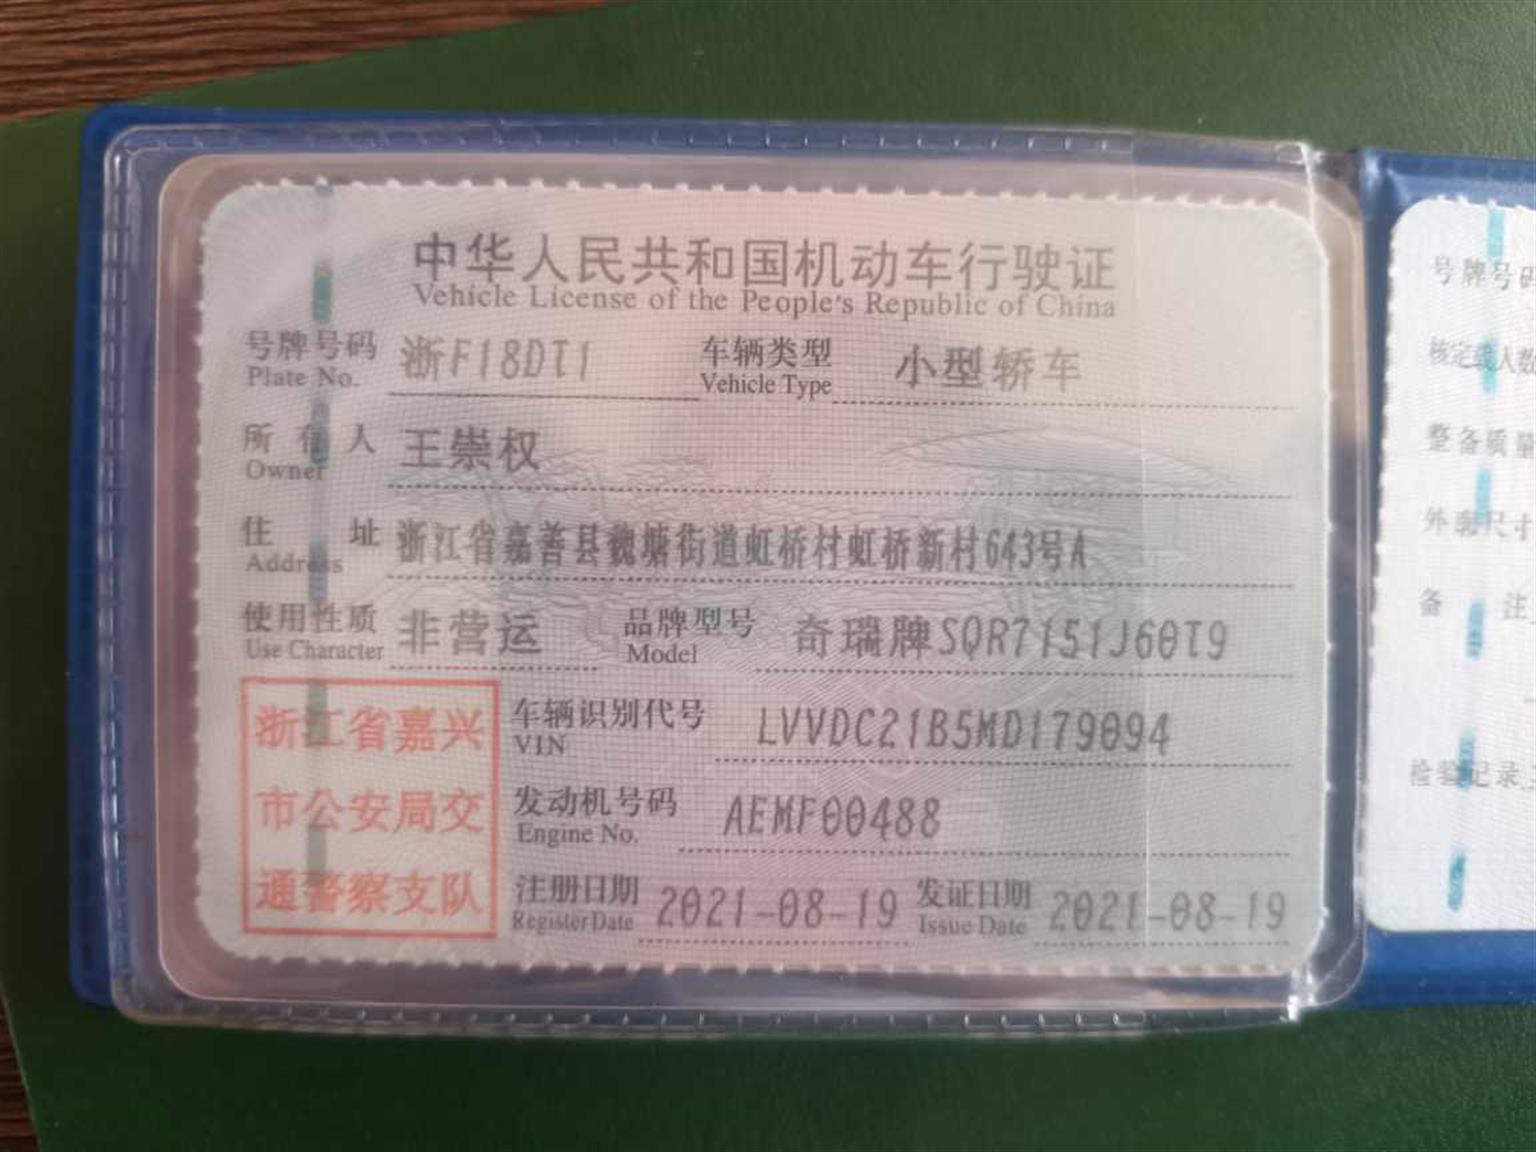 中华人民共和国机动车行驶证
Vehicle License of the People's Republic of China
号牌号码 浙F18DT1 车辆类型 小型轿车
Plate No. Vehicle Type
所有人 王崇权
Owner
住址 浙江省嘉善县魏塘街道虹桥村虹桥新村643号A
Address
使用性质 非营运 品牌型号 奇瑞牌SQR7151J60T9
Use Character Model
浙江省嘉兴
市公安局交
通警察支队
车辆识别代号 LVVDC21B5MD179094
VIN
发动机号码 AEMF00488
Engine No.
注册日期 2021-08-19 发证日期 2021-08-19
Register Date Issue Date
号牌号码
核定载人数
整备质量
外廓尺寸
备注
检验记录